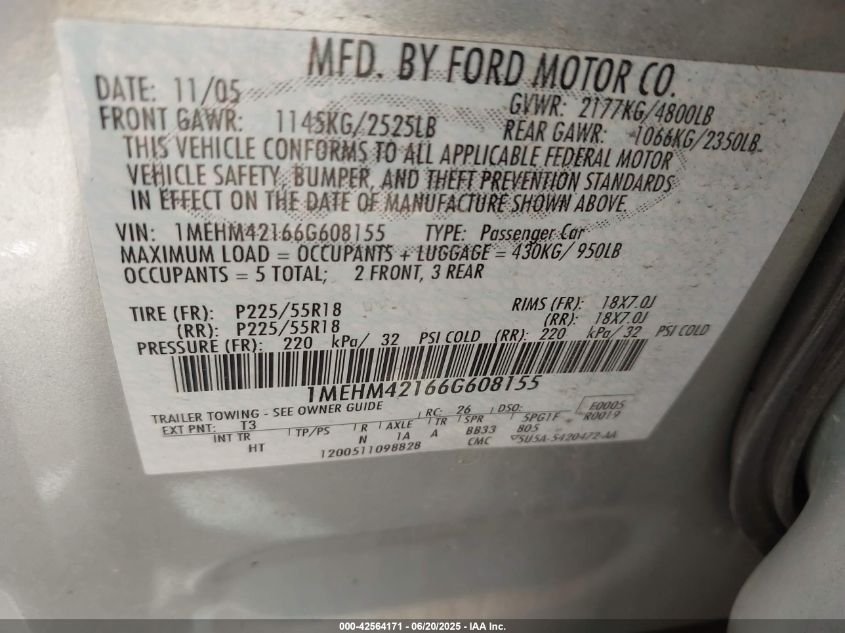 MFD. BY FORD MOTOR CO.
DATE: 11/05 GVWR: 2177KG/4800LB
FRONT GAWR: 1145KG/2525LB REAR GAWR: 1066KG/2350LB
THIS VEHICLE CONFORMS TO ALL APPLICABLE FEDERAL MOTOR
VEHICLE SAFETY, BUMPER, AND THEFT PREVENTION STANDARDS
IN EFFECT ON THE DATE OF MANUFACTURE SHOWN ABOVE.
VIN: 1MEHM42166G608155 TYPE: Passenger Car
MAXIMUM LOAD = OCCUPANTS + LUGGAGE = 430KG/ 950LB
OCCUPANTS = 5 TOTAL; 2 FRONT, 3 REAR
TIRE (FR): P225/55R18 RIMS (FR): 18X7.0J
(RR): P225/55R18 (RR): 18X7.0J
PRESSURE (FR): 220 kPa/ 32 PSI COLD (RR): 220 kPa/ 32 PSI COLD
1MEHM42166G608155
TRAILER TOWING - SEE OWNER GUIDE RC: 26 DSO: E0005
EXT PNT: T3 R0019
INT TR TP/PS R AXLE TR SPR 5PG1F
HT N 1A A BB33 805
1200511098828 CMC 5U5A-5420472-AA
000-42564171 - 06/20/2025 - IAA Inc.